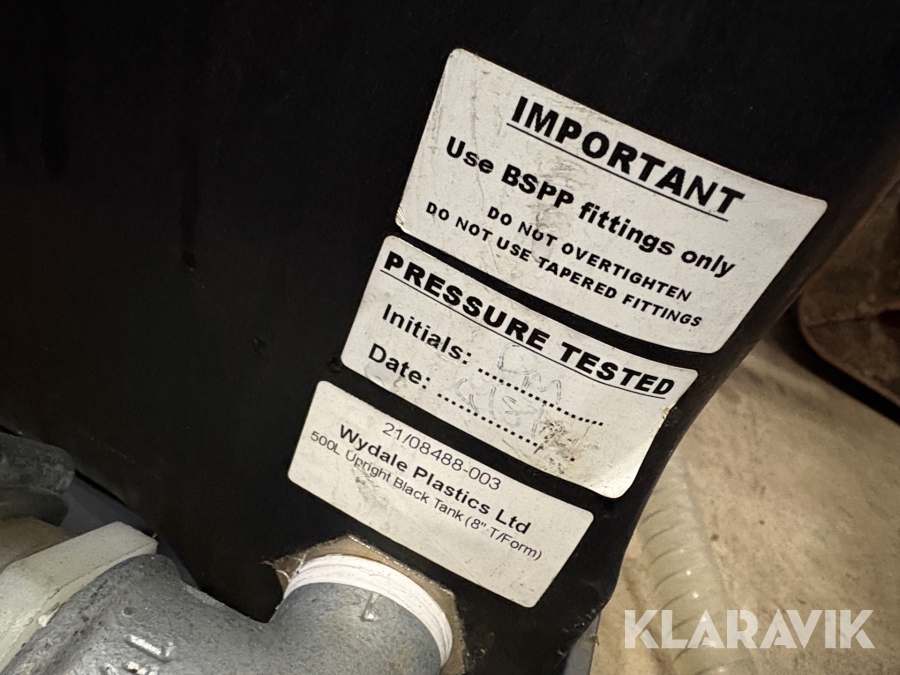 IMPORTANT
Use BSPP fittings only
DO NOT OVERTIGHTEN
DO NOT USE TAPERED FITTINGS
PRESSURE TESTED
Initials: ............
Date: ............
21/08488-003
Wydale Plastics Ltd
500L Upright Black Tank (8" T/Form)
KLARAVIK